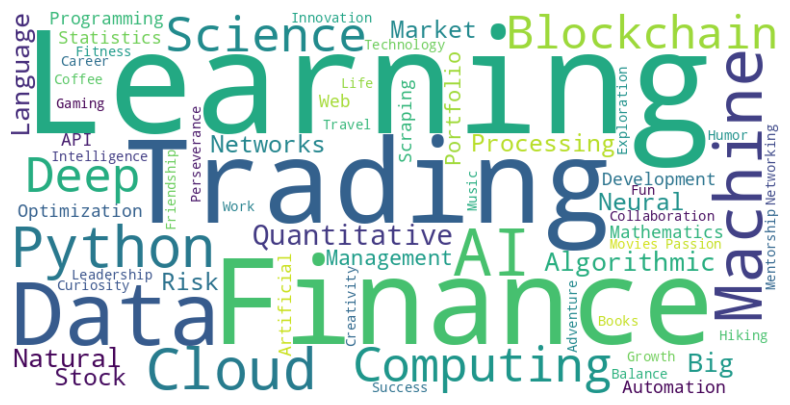 Programming
Innovation
Language
Statistics
Science
Market
Blockchain
Fitness
Technology
Career
Learning
Coffee
Life
Portfolio
Gaming
Web
Scraping
Exploration
Machine
Travel
API
Perseverance
Networks
Processing
Humor
Intelligence
Trading
Deep
Friendship
Development
Networking
Fun
Neural
Music
Optimization
Work
Collaboration
Python
Quantitative
Mathematics
AI
Movies
Passion
Mentorship
Management
Algorithmic
Leadership
Risk
Artificial
Creativity
Curiosity
Data
Finance
Adventure
Books
Hiking
Natural
Cloud
Computing
Growth
Big
Stock
Balance
Success
Automation